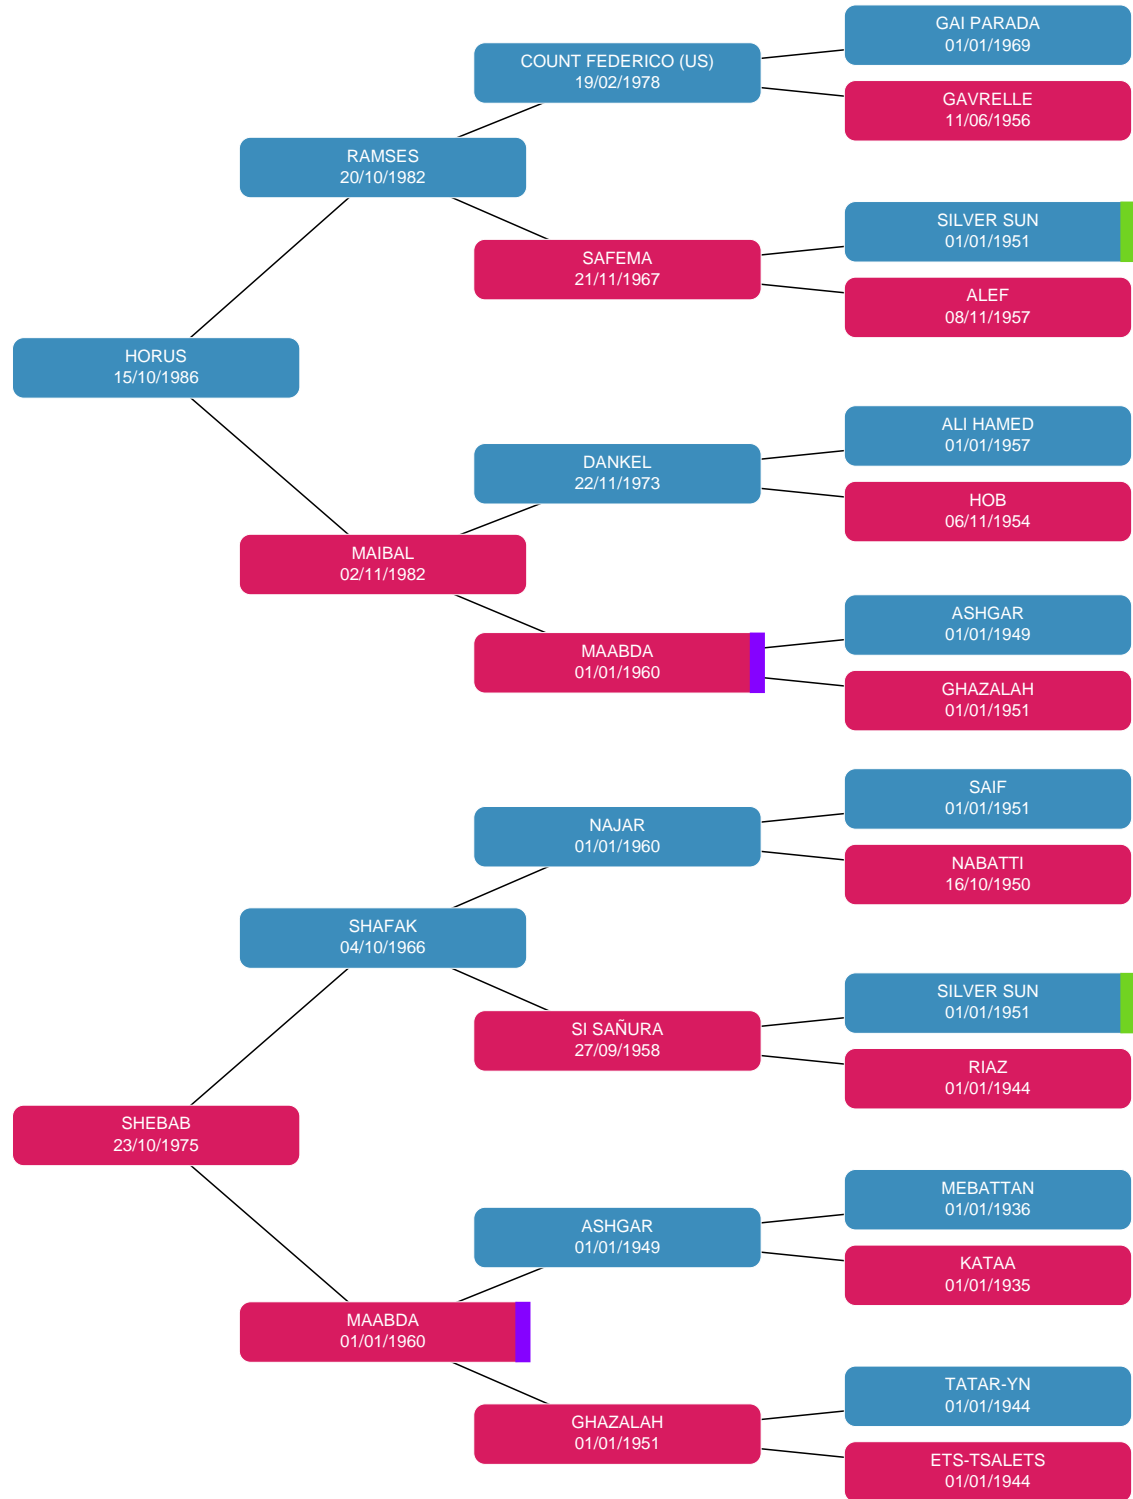 GAI PARADA
01/01/1969
COUNT FEDERICO (US)
19/02/1978
GAVRELLE
11/06/1956
RAMSES
20/10/1982
SILVER SUN
01/01/1951
SAFEMA
21/11/1967
ALEF
08/11/1957
HORUS
15/10/1986
ALI HAMED
01/01/1957
DANKEL
22/11/1973
HOB
06/11/1954
MAIBAL
02/11/1982
ASHGAR
01/01/1949
MAABDA
01/01/1960
GHAZALAH
01/01/1951
SAIF
01/01/1951
NAJAR
01/01/1960
NABATTI
16/10/1950
SHAFAK
04/10/1966
SILVER SUN
01/01/1951
SI SAÑURA
27/09/1958
RIAZ
01/01/1944
SHEBAB
23/10/1975
MEBATTAN
01/01/1936
ASHGAR
01/01/1949
KATAA
01/01/1935
MAABDA
01/01/1960
TATAR-YN
01/01/1944
GHAZALAH
01/01/1951
ETS-TSALETS
01/01/1944